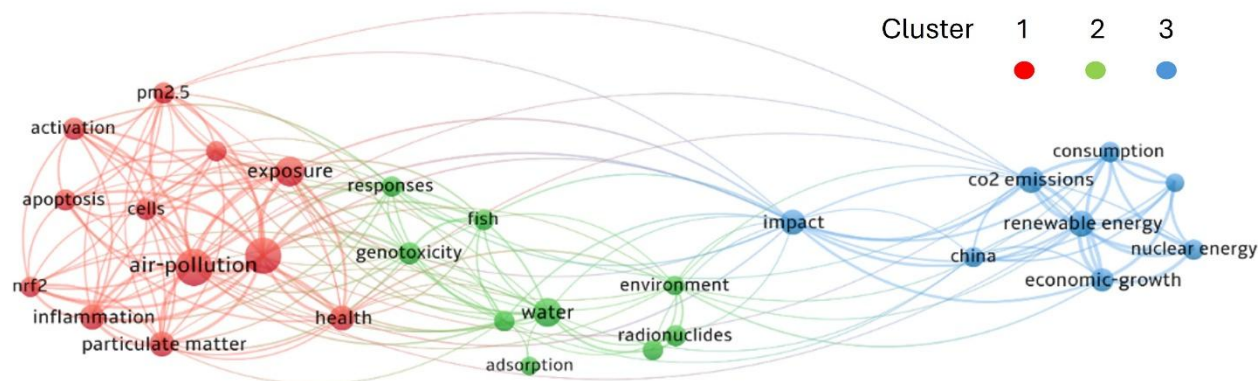 Cluster 1 2 3
pm2.5
activation
exposure
apoptosis
cells
air-pollution
nrf2
inflammation
health
particulate matter
responses
fish
genotoxicity
environment
water
radionuclides
adsorption
impact
consumption
co2 emissions
renewable energy
nuclear energy
china
economic-growth